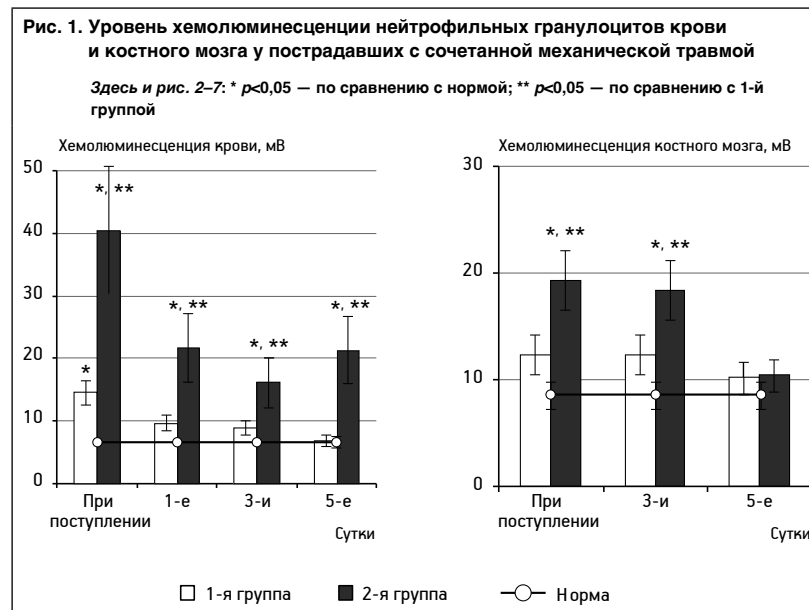 Рис. 1. Уровень хемолюминесценции нейтрофильных гранулоцитов крови
и костного мозга у пострадавших с сочетанной механической травмой
Здесь и рис. 2–7: * p<0,05 — по сравнению с нормой; ** p<0,05 — по сравнению с 1-й
группой
Хемолюминесценция крови, мВ
50
40
30
20
10
0
*, **
*
*, **
*, **
*, **
При
поступлении
1-е
3-и
5-е
Сутки
Хемолюминесценция костного мозга, мВ
30
20
10
0
*, **
*, **
При
поступлении
3-и
5-е
Сутки
1-я группа
2-я группа
Норма